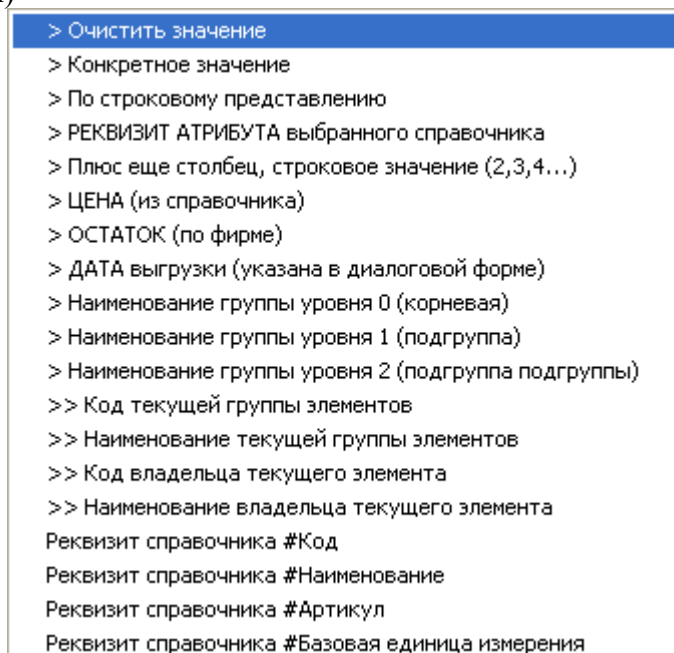 > Очистить значение
> Конкретное значение
> По строковому представлению
> РЕКВИЗИТ АТРИБУТА выбранного справочника
> Плюс еще столбец, строковое значение (2,3,4...)
> ЦЕНА (из справочника)
> ОСТАТОК (по фирме)
> ДАТА выгрузки (указана в диалоговой форме)
> Наименование группы уровня 0 (корневая)
> Наименование группы уровня 1 (подгруппа)
> Наименование группы уровня 2 (подгруппа подгруппы)
>> Код текущей группы элементов
>> Наименование текущей группы элементов
>> Код владельца текущего элемента
>> Наименование владельца текущего элемента
Реквизит справочника #Код
Реквизит справочника #Наименование
Реквизит справочника #Артикул
Реквизит справочника #Базовая единица измерения